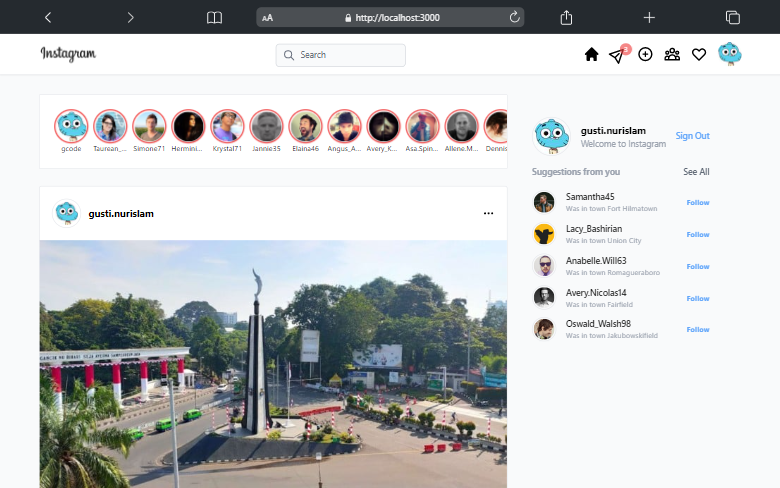 AA http://localhost:3000
Instagram
Search
3
gcode Taurean_... Simone71 Hermini... Krystal71 Jannie35 Elaina46 Angus_A... Avery_K... Asa.Spin... Allene.M... Dennis
gusti.nurislam
Welcome to Instagram
Sign Out
Suggestions from you See All
Samantha45
Was in town Fort Hilmatown
Follow
Lacy_Bashirian
Was in town Union City
Follow
Anabelle.Will63
Was in town Romagueraboro
Follow
Avery.Nicolas14
Was in town Fairfield
Follow
Oswald_Walsh98
Was in town Jakubowskifield
Follow
gusti.nurislam